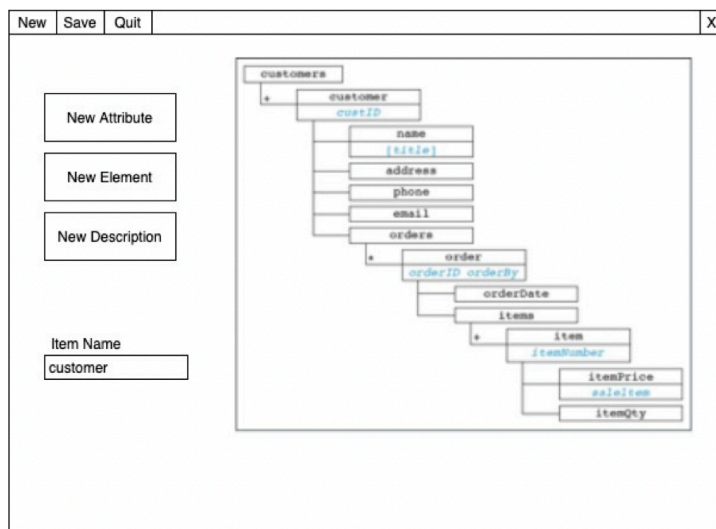 New Save Quit X
New Attribute
New Element
New Description
Item Name
customer
customers
+ customer
custID
name
[title]
address
phone
email
orders
* order
orderID orderBy
orderDate
items
+ item
itemNumber
itemPrice
saleItem
itemQty